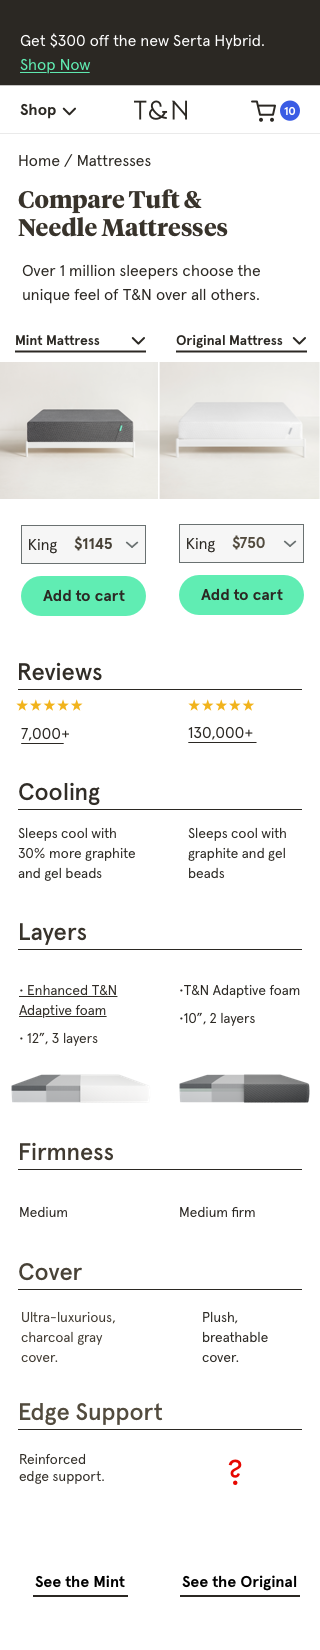 Get $300 off the new Serta Hybrid.
Shop Now
Shop
T&N
10
Home / Mattresses
Compare Tuft &
Needle Mattresses
Over 1 million sleepers choose the
unique feel of T&N over all others.
Mint Mattress
Original Mattress
King $1145
King $750
Add to cart
Add to cart
Reviews
7,000+
130,000+
Cooling
Sleeps cool with
30% more graphite
and gel beads
Sleeps cool with
graphite and gel
beads
Layers
· Enhanced T&N
Adaptive foam
· 12”, 3 layers
·T&N Adaptive foam
·10”, 2 layers
Firmness
Medium
Medium firm
Cover
Ultra-luxurious,
charcoal gray
cover.
Plush,
breathable
cover.
Edge Support
Reinforced
edge support.
?
See the Mint
See the Original